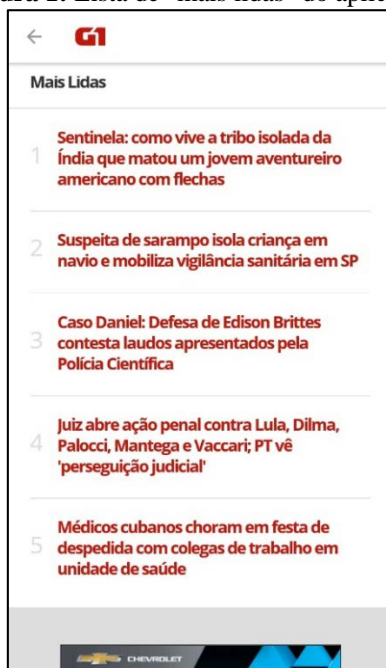 G1
Mais Lidas
1
Sentinela: como vive a tribo isolada da
Índia que matou um jovem aventureiro
americano com flechas
2
Suspeita de sarampo isola criança em
navio e mobiliza vigilância sanitária em SP
3
Caso Daniel: Defesa de Edison Brittes
contesta laudos apresentados pela
Polícia Científica
4
Juiz abre ação penal contra Lula, Dilma,
Palocci, Mantega e Vaccari; PT vê
'perseguição judicial'
5
Médicos cubanos choram em festa de
despedida com colegas de trabalho em
unidade de saúde
CHEVROLET